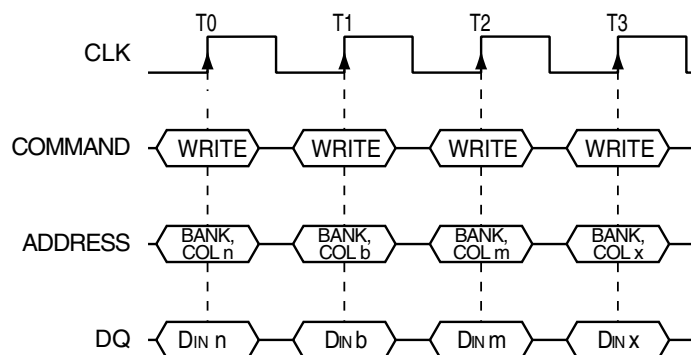 T0 T1 T2 T3
CLK
COMMAND WRITE WRITE WRITE WRITE
BANK, BANK, BANK, BANK,
ADDRESS
COL n COL b COL m COL x
DQ DIN n DIN b DIN m DIN x